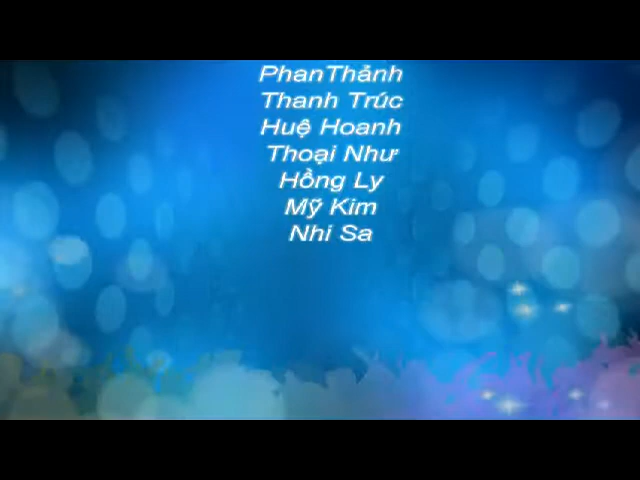 PhanThảnh
Thanh Trúc
Huệ Hoanh
Thoại Như
Hồng Ly
Mỹ Kim
Nhi Sa